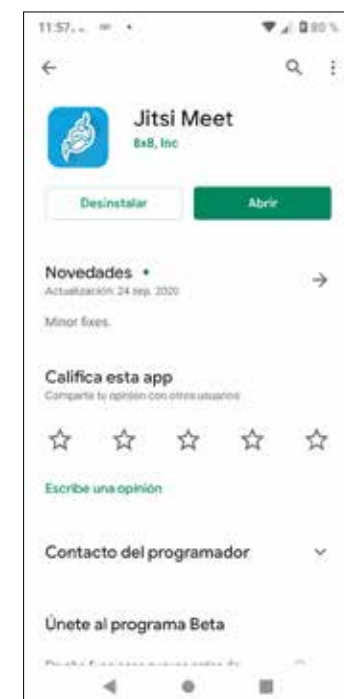 11:57
80 %
Jitsi Meet
8x8, Inc
Desinstalar
Abrir
Novedades •
Actualización: 24 sep. 2020
Minor fixes.
Califica esta app
Comparte tu opinión con otros usuarios
Escribe una opinión
Contacto del programador
Únete al programa Beta